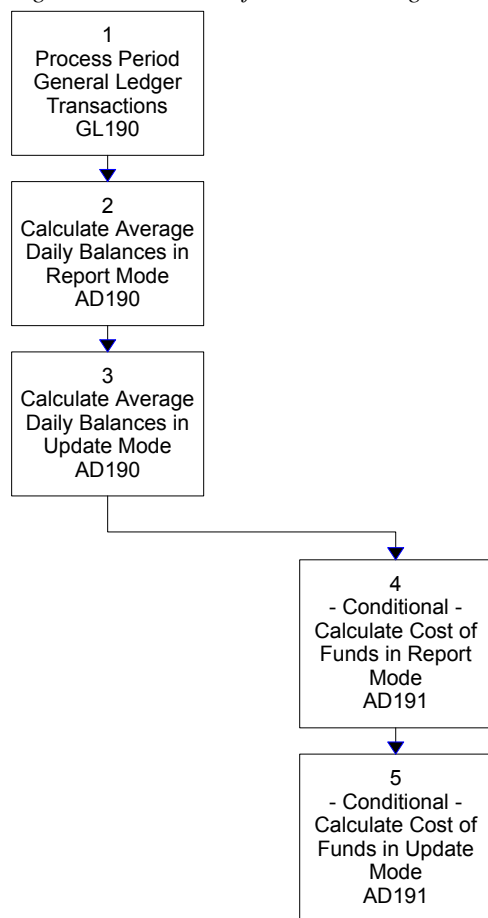 1
Process Period
General Ledger
Transactions
GL190
2
Calculate Average
Daily Balances in
Report Mode
AD190
3
Calculate Average
Daily Balances in
Update Mode
AD190
4
- Conditional -
Calculate Cost of
Funds in Report
Mode
AD191
5
- Conditional -
Calculate Cost of
Funds in Update
Mode
AD191